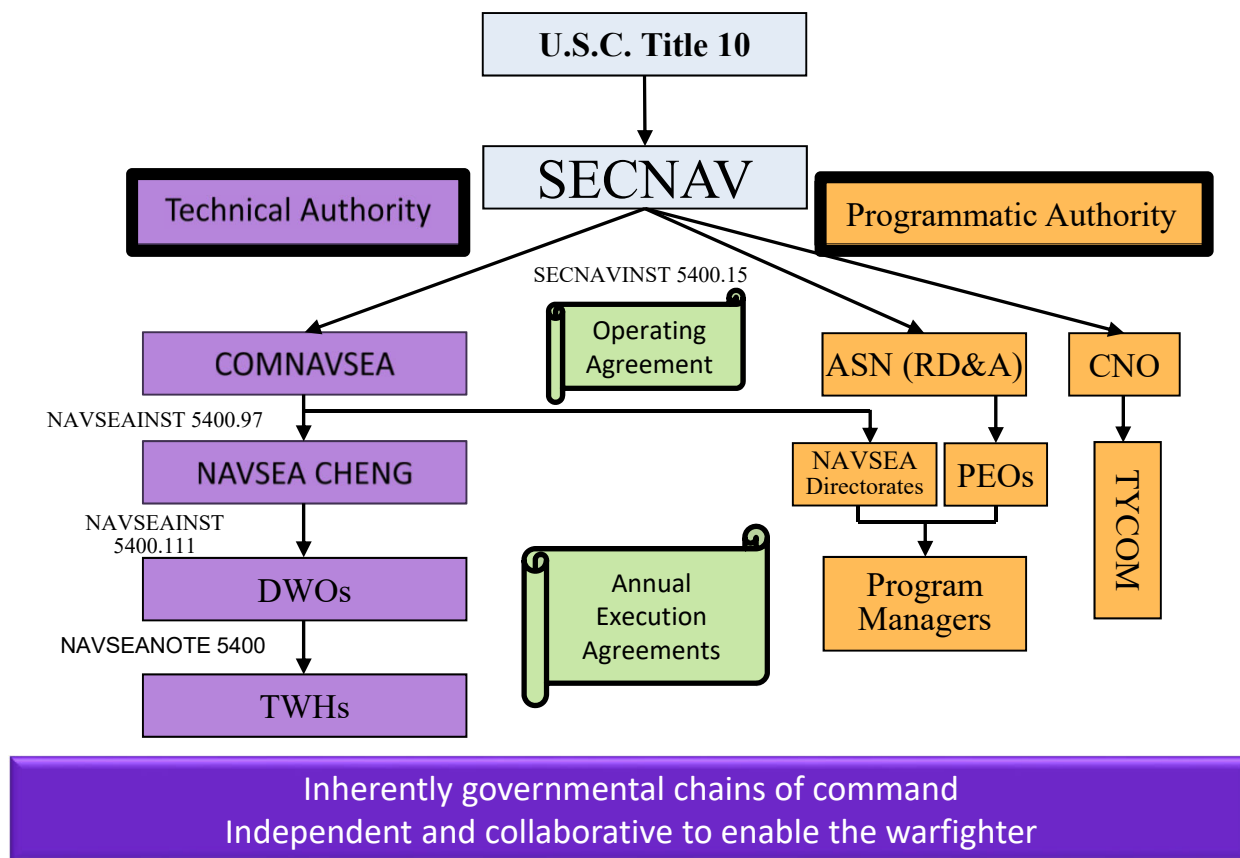 U.S.C. Title 10
SECNAV
Technical Authority
Programmatic Authority
SECNAVINST 5400.15
Operating
Agreement
COMNAVSEA
ASN (RD&A)
CNO
NAVSEAINST 5400.97
NAVSEA CHENG
NAVSEA
Directorates
PEOs
TYCOM
NAVSEAINST
5400.111
DWOs
Annual
Execution
Agreements
Program
Managers
NAVSEANOTE 5400
TWHs
Inherently governmental chains of command
Independent and collaborative to enable the warfighter